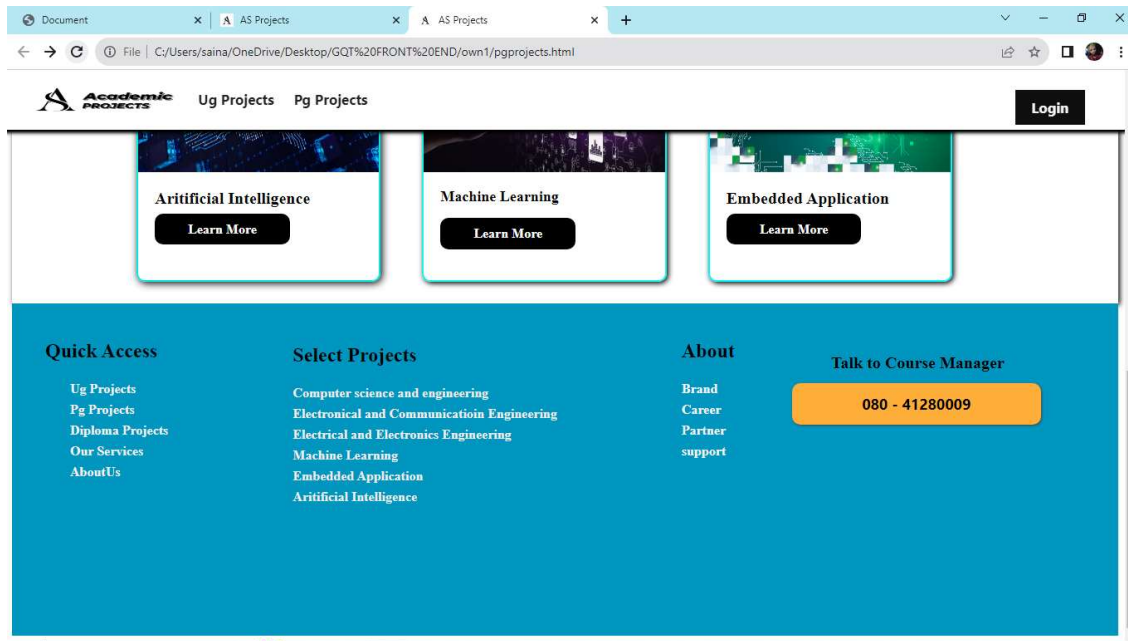 Document
AS Projects
AS Projects
File | C:/Users/saina/OneDrive/Desktop/GQT%20FRONT%20END/own1/pgprojects.html
Academic PROJECTS
Ug Projects
Pg Projects
Login
Aritificial Intelligence
Learn More
Machine Learning
Learn More
Embedded Application
Learn More
Quick Access
Ug Projects
Pg Projects
Diploma Projects
Our Services
AboutUs
Select Projects
Computer science and engineering
Electronical and Communicatioin Engineering
Electrical and Electronics Engineering
Machine Learning
Embedded Application
Aritificial Intelligence
About
Brand
Career
Partner
support
Talk to Course Manager
080 - 41280009